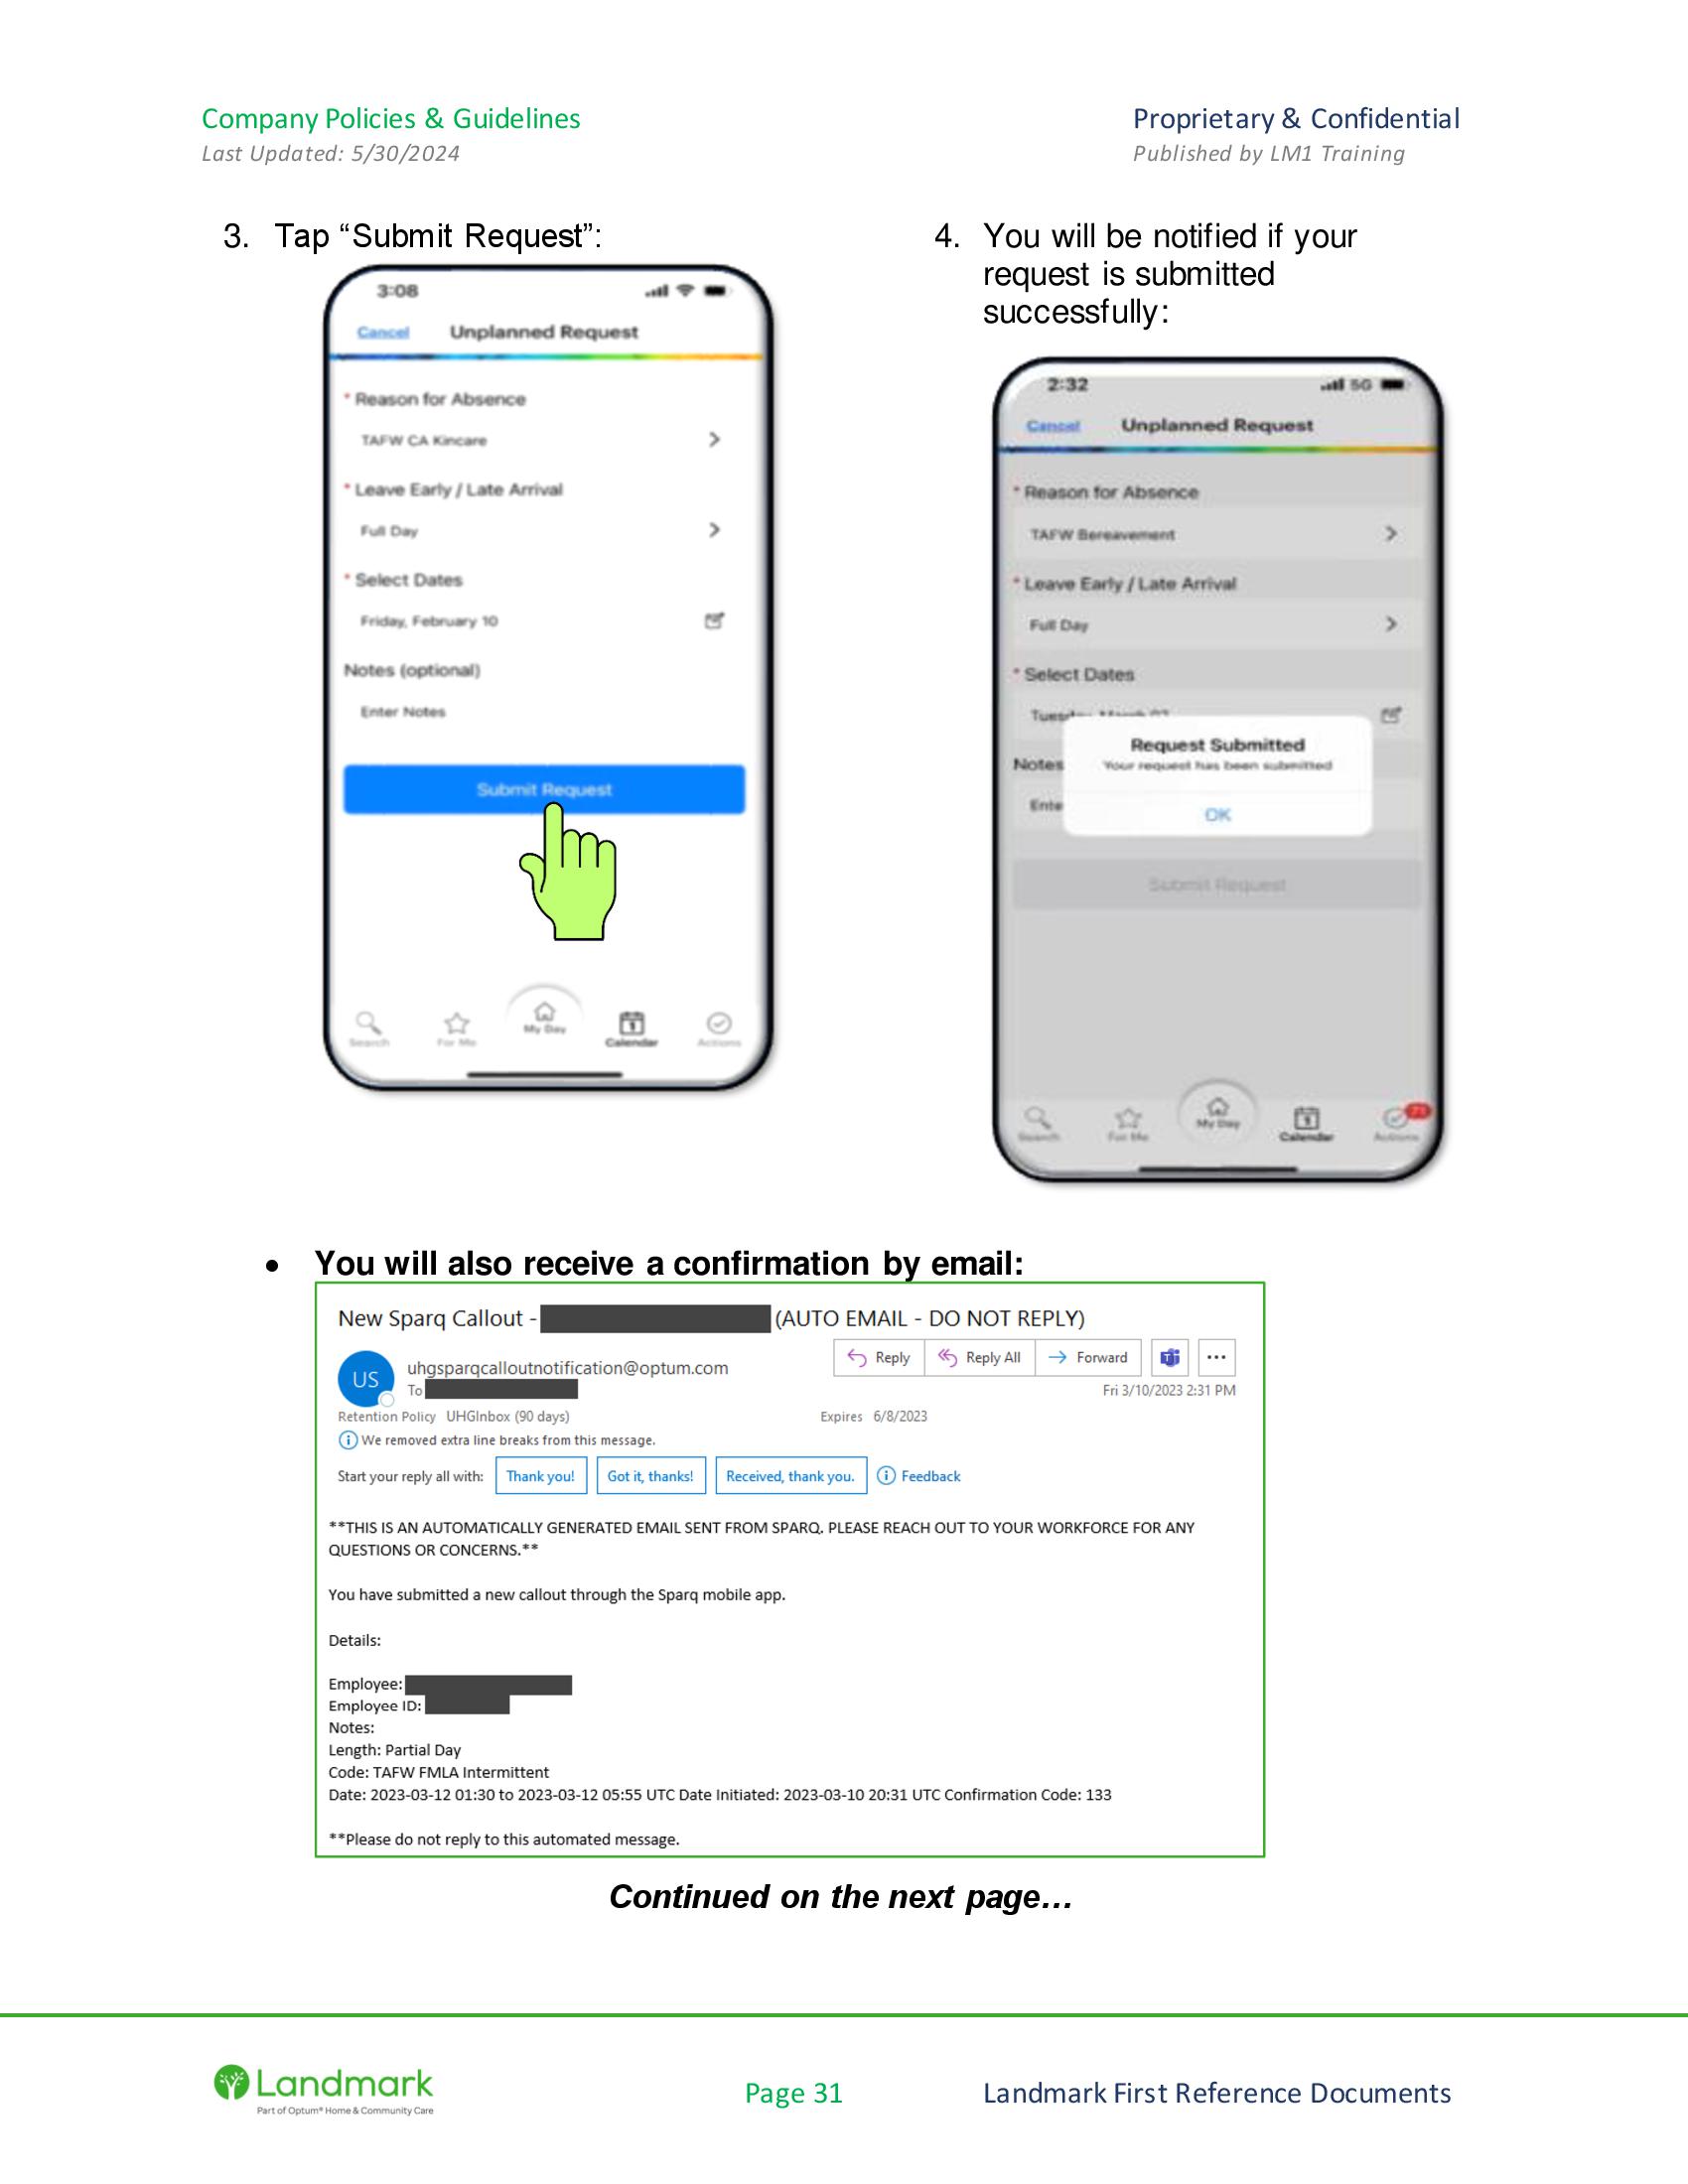 Company Policies & Guidelines
Last Updated: 5/30/2024
Proprietary & Confidential
Published by LM1 Training
3. Tap “Submit Request”:
3:08
Cancel Unplanned Request
* Reason for Absence
TAFW CA Kincare
* Leave Early / Late Arrival
Full Day
* Select Dates
Friday, February 10
Notes (optional)
Enter Notes
Submit Request
Search For Me My Day Calendar Actions
4. You will be notified if your
request is submitted
successfully:
2:32 5G
Cancel Unplanned Request
* Reason for Absence
TAFW Bereavement
* Leave Early / Late Arrival
Full Day
* Select Dates
Notes
Request Submitted
Your request has been submitted
OK
Submit Request
Search For Me My Day Calendar Actions
• You will also receive a confirmation by email:
New Sparq Callout - (AUTO EMAIL - DO NOT REPLY)
US
uhgsparqcalloutnotification@optum.com
To
Reply Reply All Forward
Fri 3/10/2023 2:31 PM
Retention Policy UHGInbox (90 days) Expires 6/8/2023
We removed extra line breaks from this message.
Start your reply all with: Thank you! Got it, thanks! Received, thank you. Feedback
**THIS IS AN AUTOMATICALLY GENERATED EMAIL SENT FROM SPARQ. PLEASE REACH OUT TO YOUR WORKFORCE FOR ANY
QUESTIONS OR CONCERNS.**
You have submitted a new callout through the Sparq mobile app.
Details:
Employee:
Employee ID:
Notes:
Length: Partial Day
Code: TAFW FMLA Intermittent
Date: 2023-03-12 01:30 to 2023-03-12 05:55 UTC Date Initiated: 2023-03-10 20:31 UTC Confirmation Code: 133
**Please do not reply to this automated message.
Continued on the next page…
Landmark
Part of Optum® Home & Community Care
Page 31
Landmark First Reference Documents